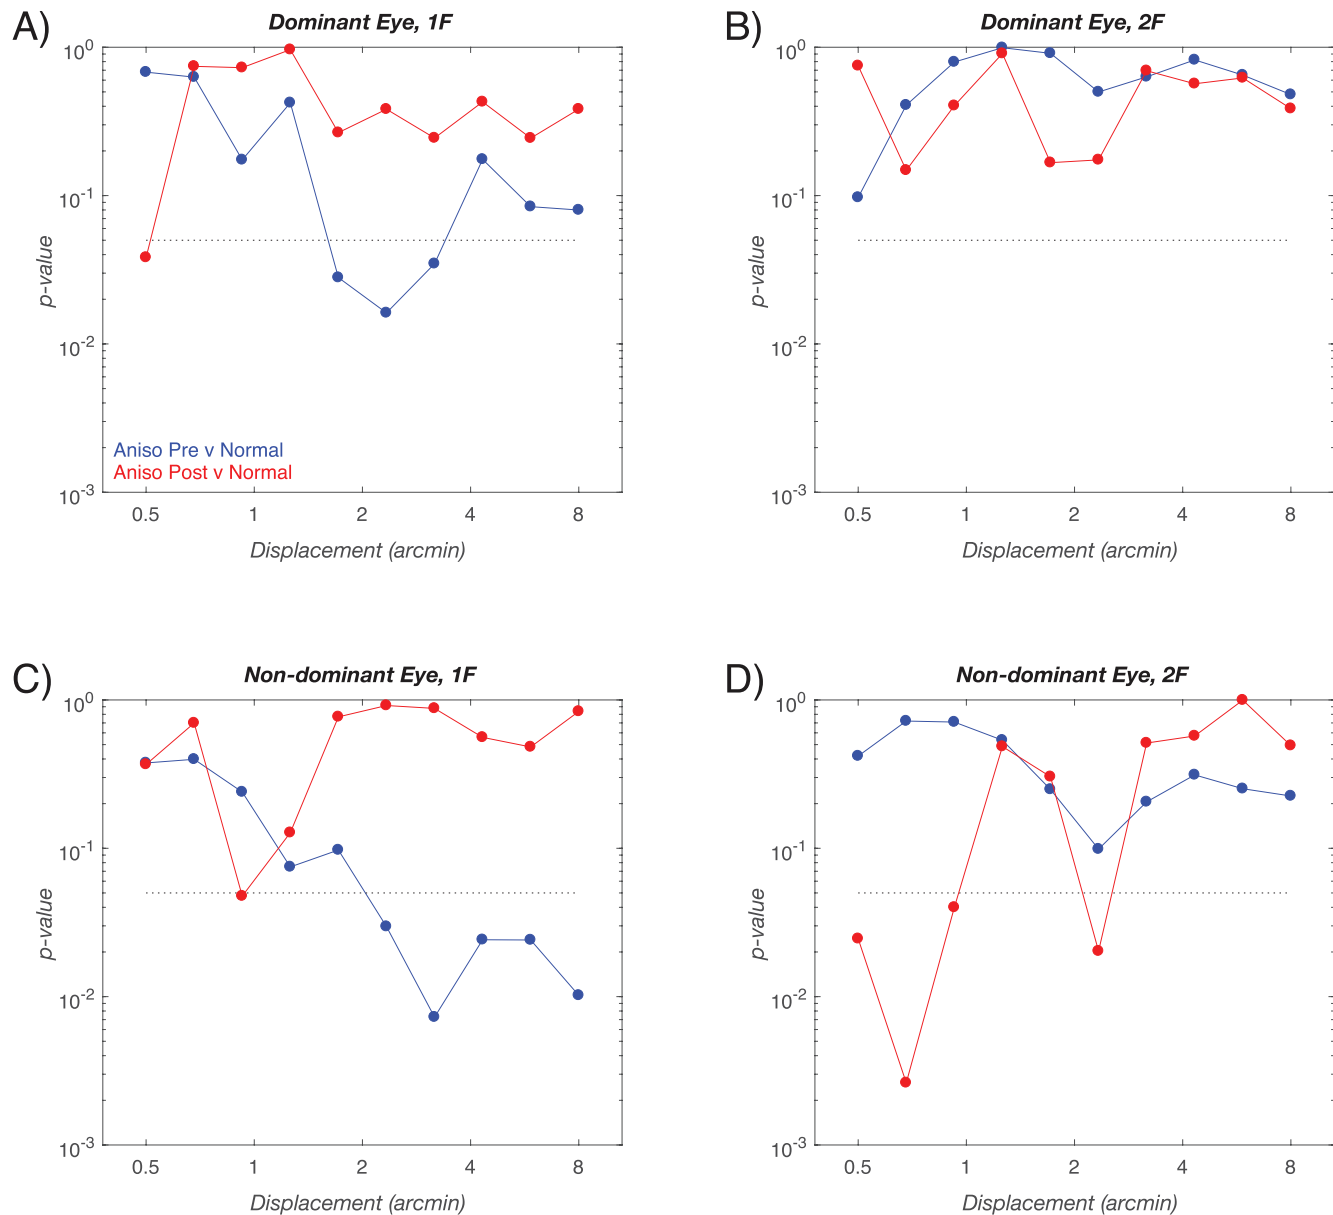 A)
Dominant Eye, 1F
10^0
10^-1
10^-2
10^-3
p-value
Aniso Pre v Normal
Aniso Post v Normal
0.5 1 2 4 8
Displacement (arcmin)
B)
Dominant Eye, 2F
10^0
10^-1
10^-2
10^-3
p-value
0.5 1 2 4 8
Displacement (arcmin)
C)
Non-dominant Eye, 1F
10^0
10^-1
10^-2
10^-3
p-value
0.5 1 2 4 8
Displacement (arcmin)
D)
Non-dominant Eye, 2F
10^0
10^-1
10^-2
10^-3
p-value
0.5 1 2 4 8
Displacement (arcmin)